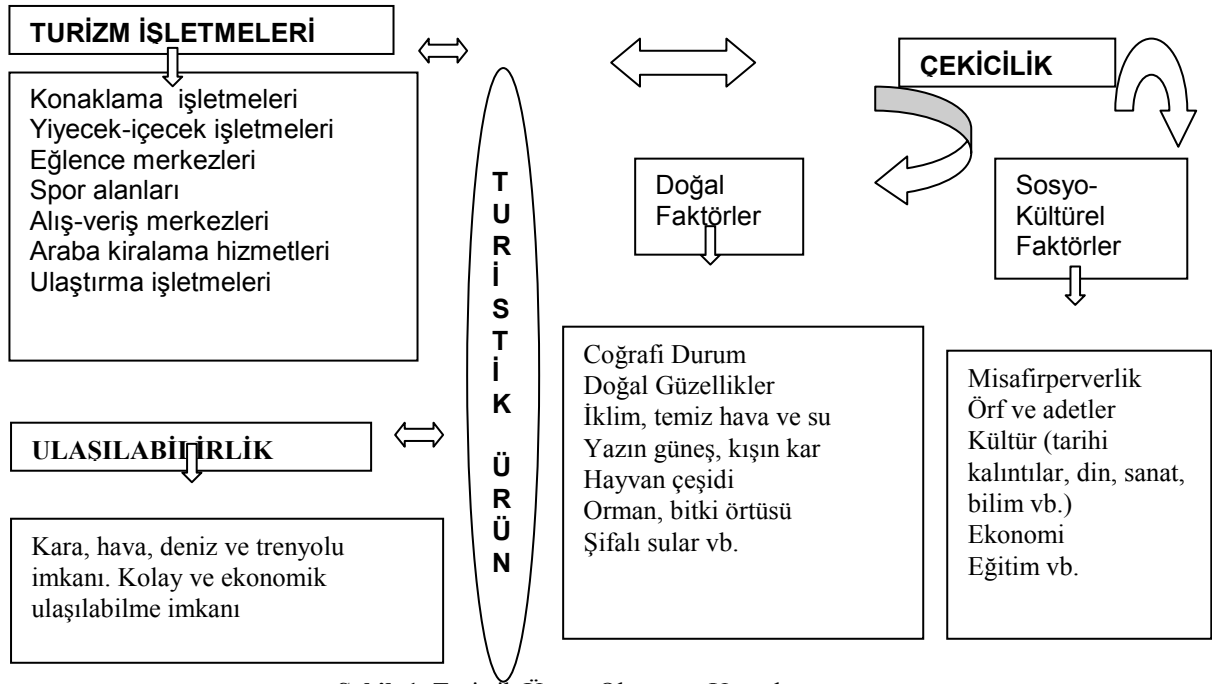 TURİZM İŞLETMELERİ
Konaklama işletmeleri
Yiyecek-içecek işletmeleri
Eğlence merkezleri
Spor alanları
Alış-veriş merkezleri
Araba kiralama hizmetleri
Ulaştırma işletmeleri
ULAŞILABİLİRLİK
Kara, hava, deniz ve trenyolu
imkanı. Kolay ve ekonomik
ulaşılabilme imkanı
TURİSTİK ÜRÜN
ÇEKİCİLİK
Doğal
Faktörler
Coğrafi Durum
Doğal Güzellikler
İklim, temiz hava ve su
Yazın güneş, kışın kar
Hayvan çeşidi
Orman, bitki örtüsü
Şifalı sular vb.
Sosyo-
Kültürel
Faktörler
Misafirperverlik
Örf ve adetler
Kültür (tarihi
kalıntılar, din, sanat,
bilim vb.)
Ekonomi
Eğitim vb.